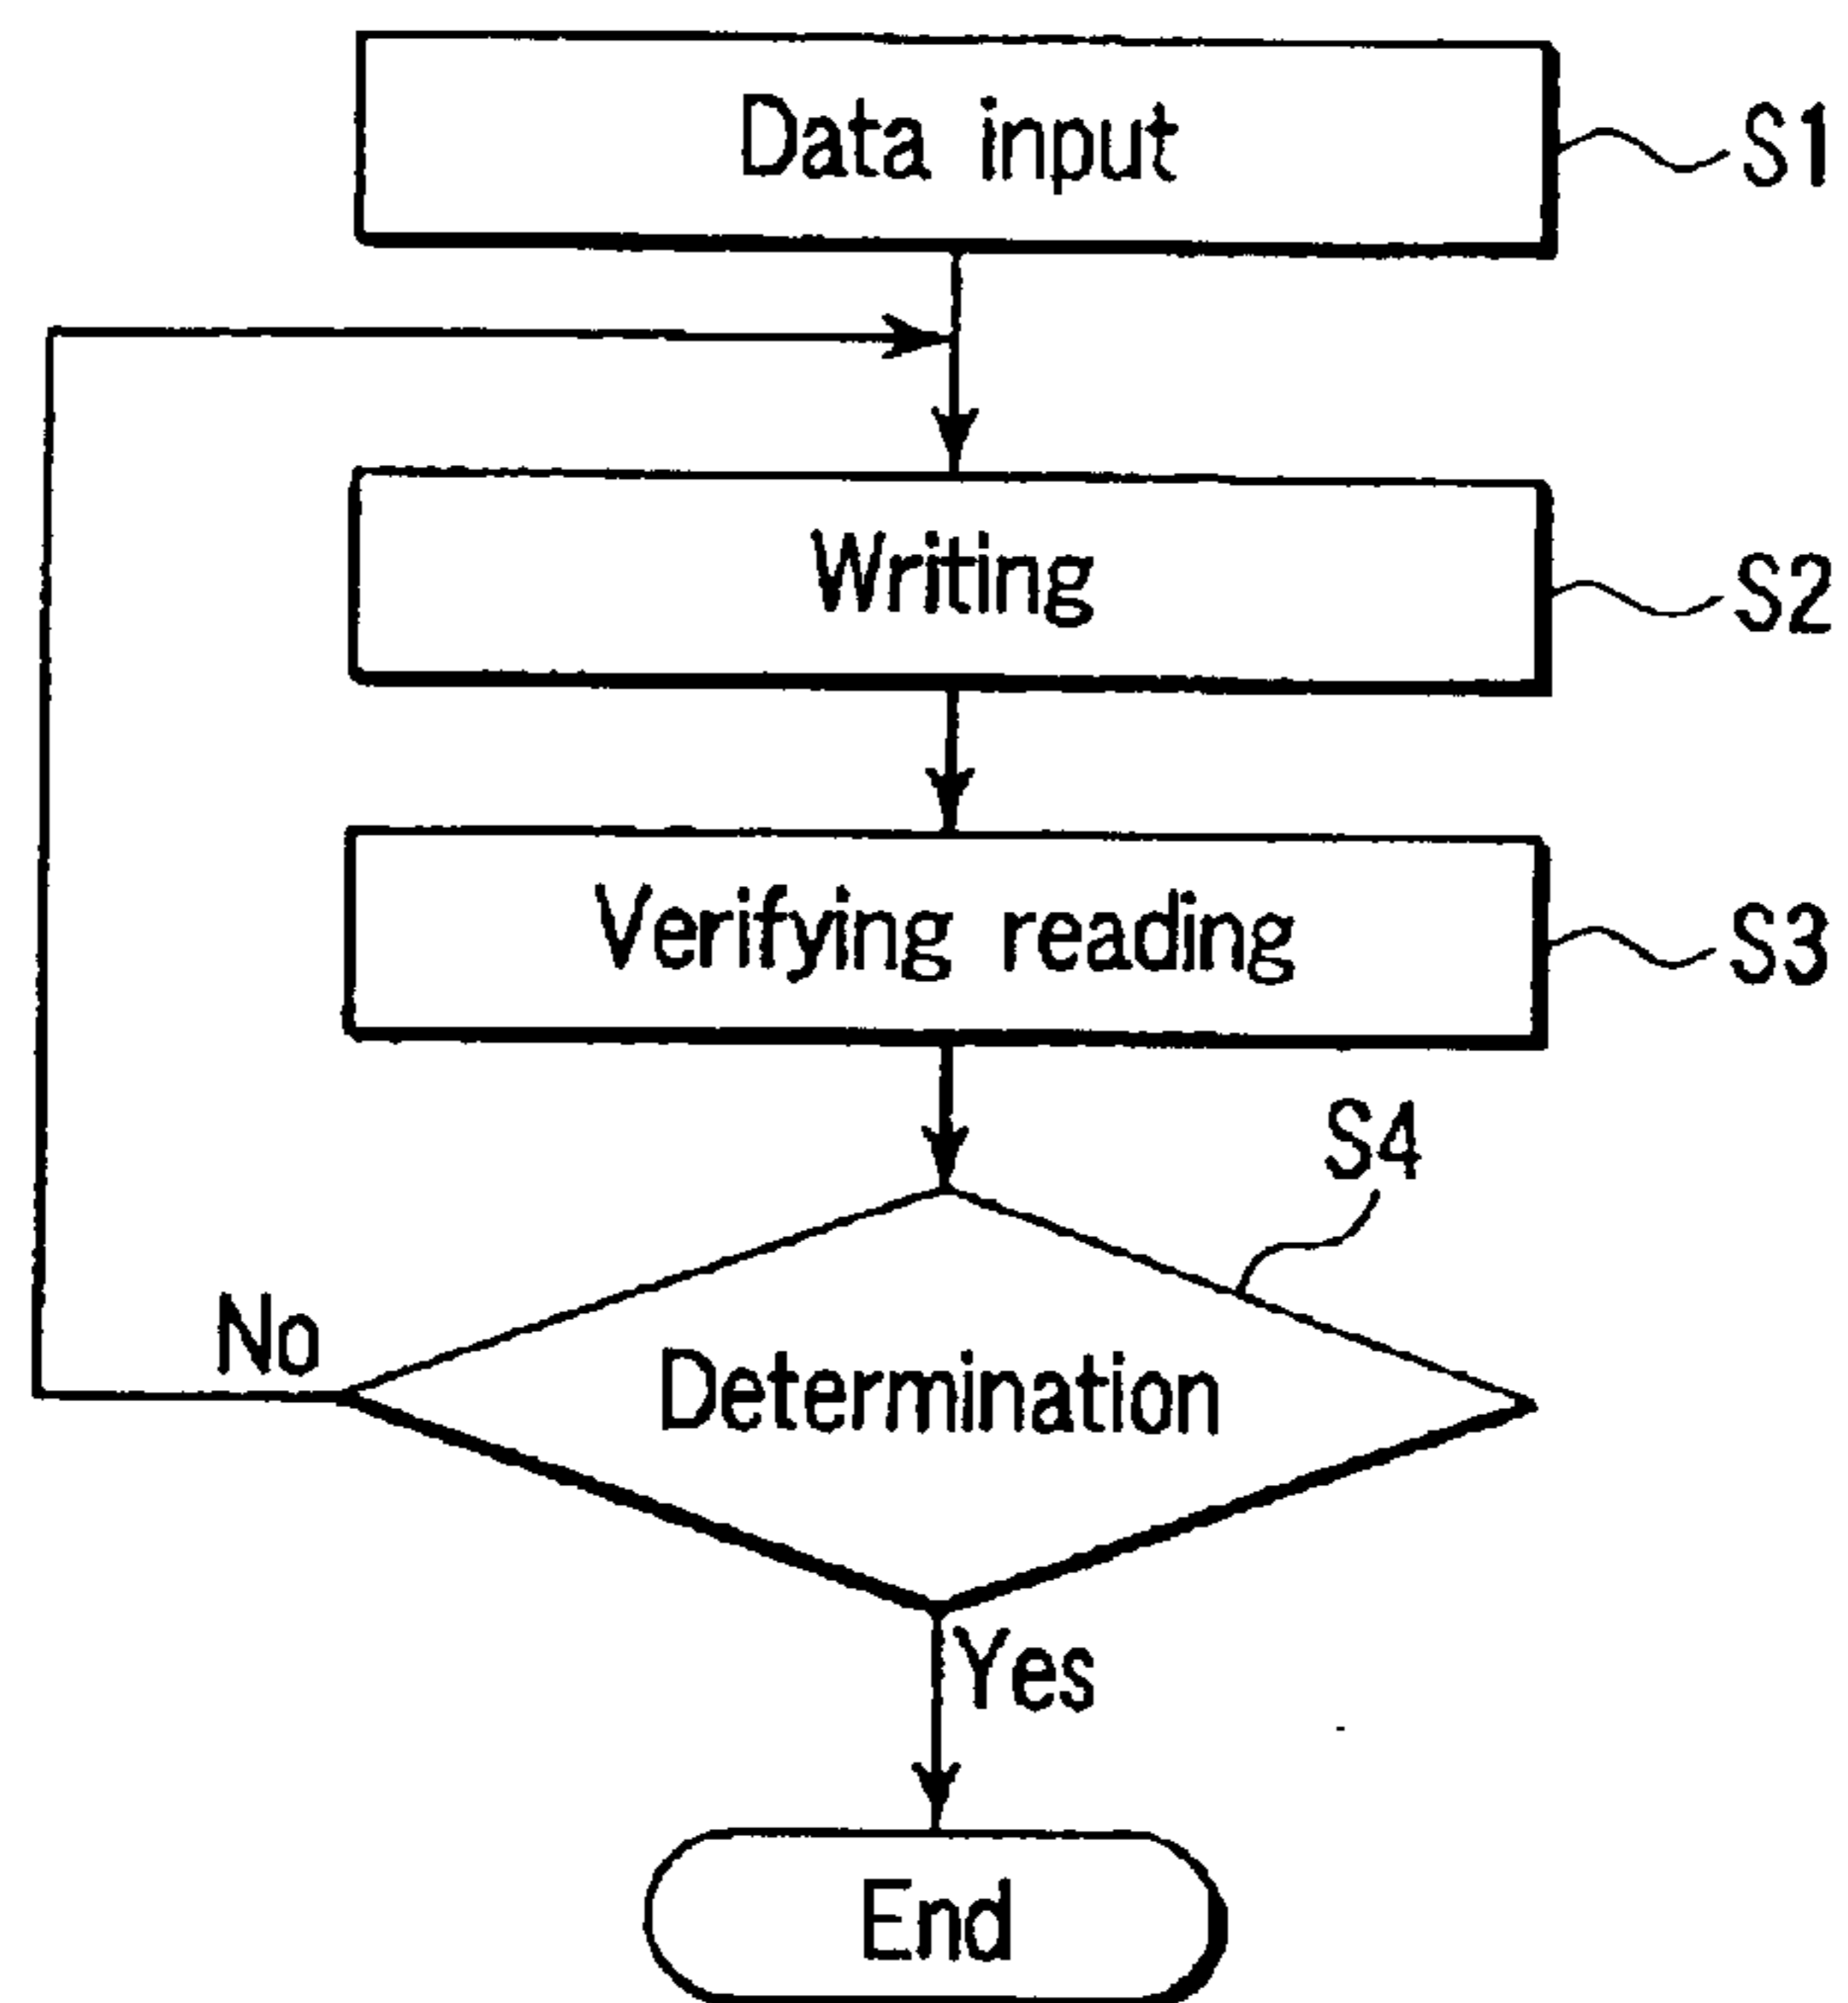 Data input
S1
Writing
S2
Verifying reading
S3
S4
Determination
No
Yes
End